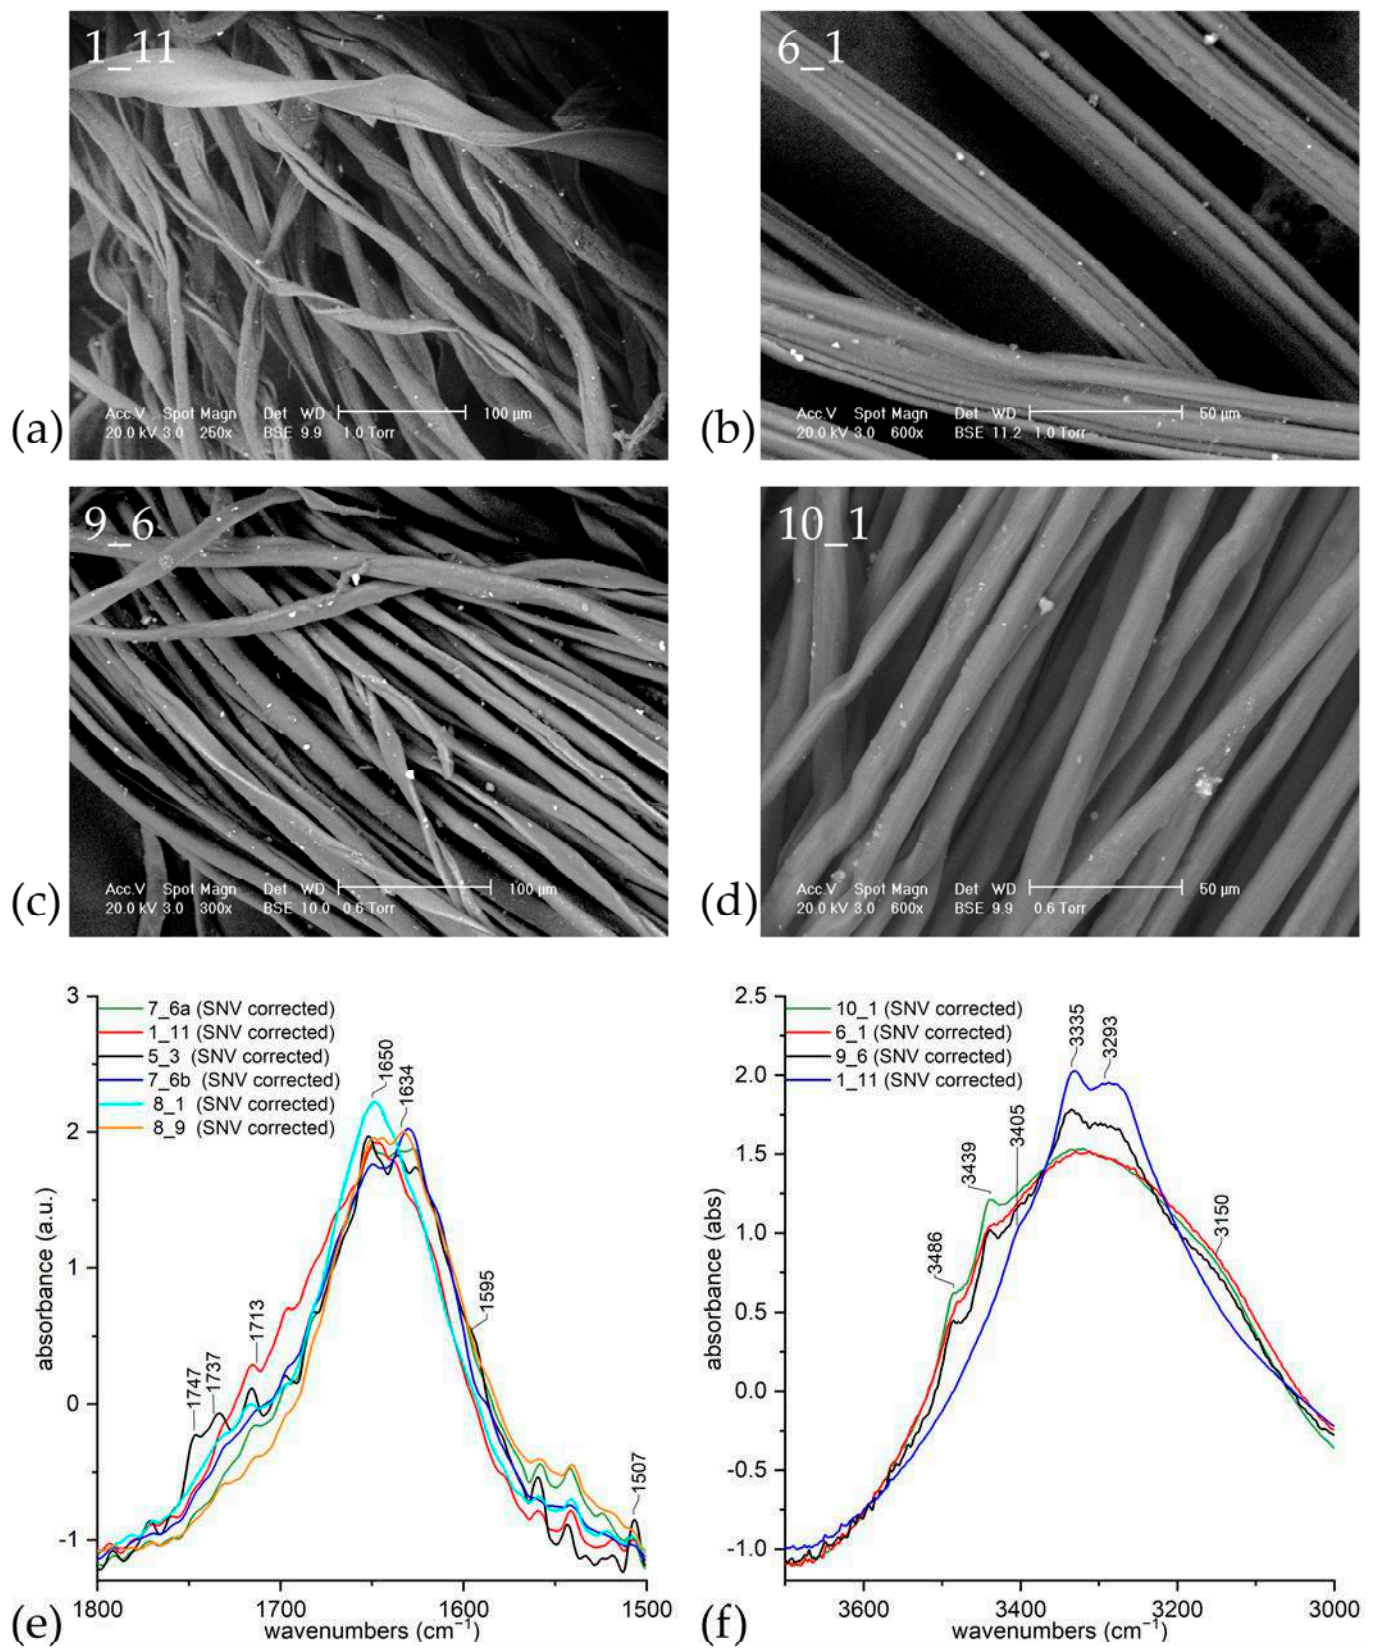 1_11
Acc.V Spot Magn Det WD 100 µm
20.0 kV 3.0 250x BSE 9.9 1.0 Torr
(a)
6_1
Acc.V Spot Magn Det WD 50 µm
20.0 kV 3.0 600x BSE 11.2 1.0 Torr
(b)
9_6
Acc.V Spot Magn Det WD 100 µm
20.0 kV 3.0 300x BSE 10.0 0.6 Torr
(c)
10_1
Acc.V Spot Magn Det WD 50 µm
20.0 kV 3.0 600x BSE 9.9 0.6 Torr
(d)
7_6a (SNV corrected)
1_11 (SNV corrected)
5_3 (SNV corrected)
7_6b (SNV corrected)
8_1 (SNV corrected)
8_9 (SNV corrected)
1747
1737
1713
1650
1634
1595
1507
3
2
1
0
-1
absorbance (a.u.)
1800 1700 1600 1500
wavenumbers (cm⁻¹)
(e)
10_1 (SNV corrected)
6_1 (SNV corrected)
9_6 (SNV corrected)
1_11 (SNV corrected)
3486
3439
3405
3335
3293
3150
2.5
2.0
1.5
1.0
0.5
0.0
-0.5
-1.0
absorbance (abs)
3600 3400 3200 3000
wavenumbers (cm⁻¹)
(f)